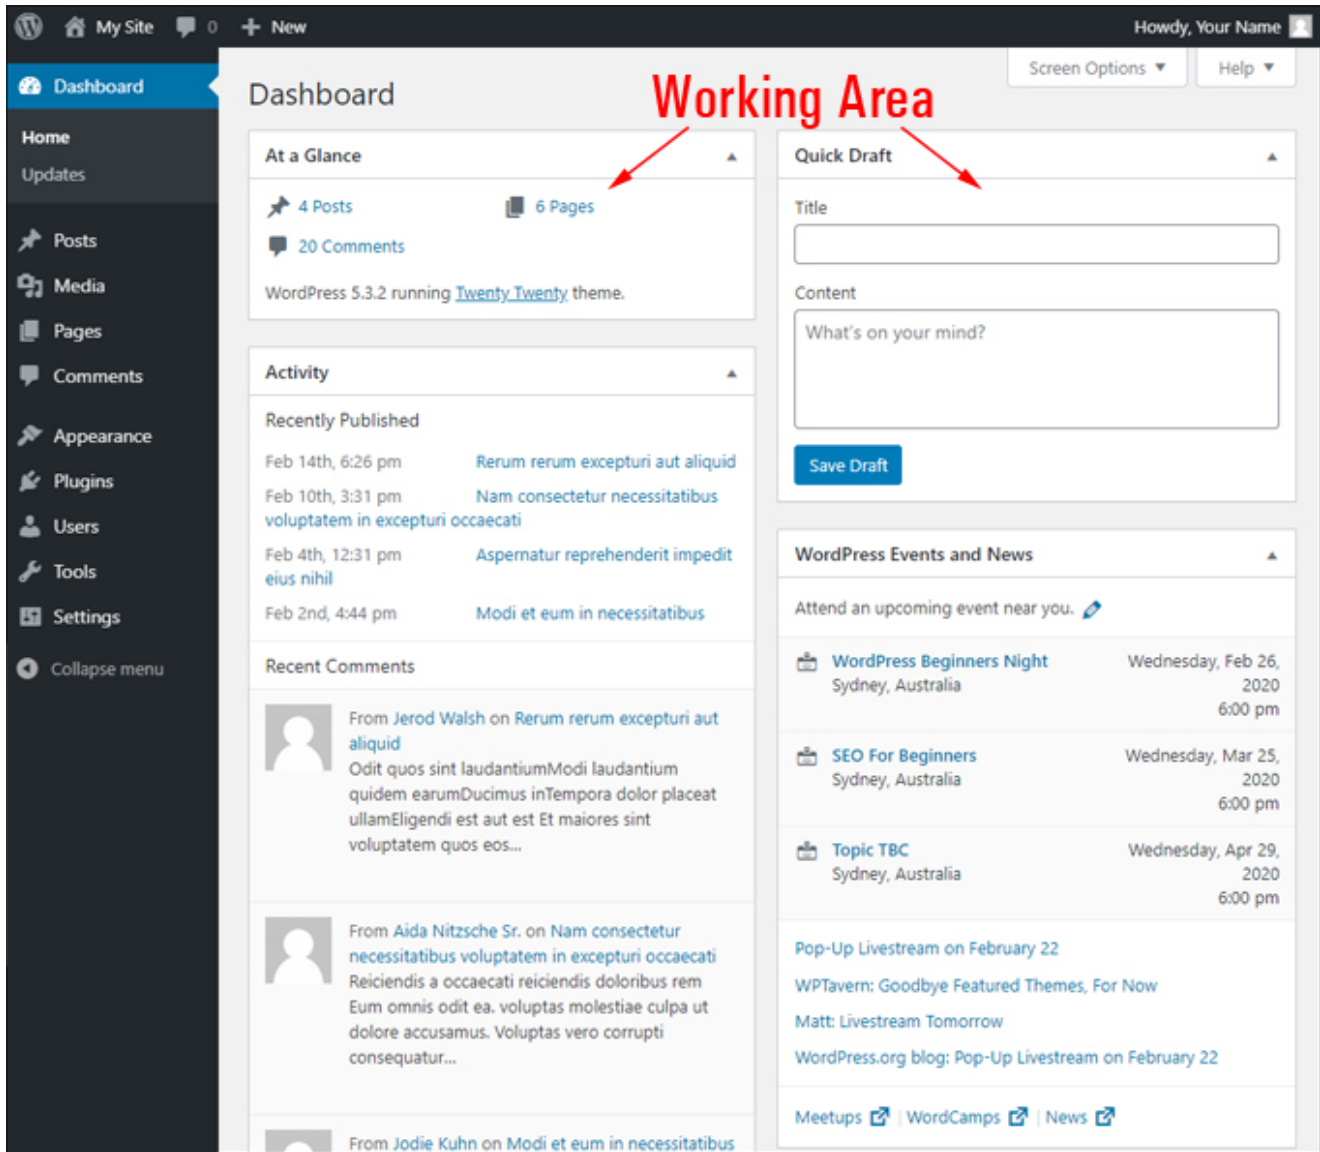 My Site 0 New Howdy, Your Name
Dashboard
Home
Updates
Posts
Media
Pages
Comments
Appearance
Plugins
Users
Tools
Settings
Collapse menu
Screen Options Help
Dashboard
Working Area
At a Glance
4 Posts 6 Pages
20 Comments
WordPress 5.3.2 running Twenty Twenty theme.
Activity
Recently Published
Feb 14th, 6:26 pm Rerum rerum excepturi aut aliquid
Feb 10th, 3:31 pm Nam consectetur necessitatibus
voluptatem in excepturi occaecati
Feb 4th, 12:31 pm Aspernatur reprehenderit impedit
eius nihil
Feb 2nd, 4:44 pm Modi et eum in necessitatibus
Recent Comments
From Jerod Walsh on Rerum rerum excepturi aut
aliquid
Odit quos sint laudantiumModi laudantium
quidem earumDucimus inTempora dolor placeat
ullamEligendi est aut est Et maiores sint
voluptatem quos eos...
From Aida Nitzsche Sr. on Nam consectetur
necessitatibus voluptatem in excepturi occaecati
Reiciendis a occaecati reiciendis doloribus rem
Eum omnis odit ea. voluptas molestiae culpa ut
dolore accusamus. Voluptas vero corrupti
consequatur...
From Jodie Kuhn on Modi et eum in necessitatibus
Quick Draft
Title
Content
What's on your mind?
Save Draft
WordPress Events and News
Attend an upcoming event near you.
WordPress Beginners Night Wednesday, Feb 26,
Sydney, Australia 2020
6:00 pm
SEO For Beginners Wednesday, Mar 25,
Sydney, Australia 2020
6:00 pm
Topic TBC Wednesday, Apr 29,
Sydney, Australia 2020
6:00 pm
Pop-Up Livestream on February 22
WPTavern: Goodbye Featured Themes, For Now
Matt: Livestream Tomorrow
WordPress.org blog: Pop-Up Livestream on February 22
Meetups | WordCamps | News